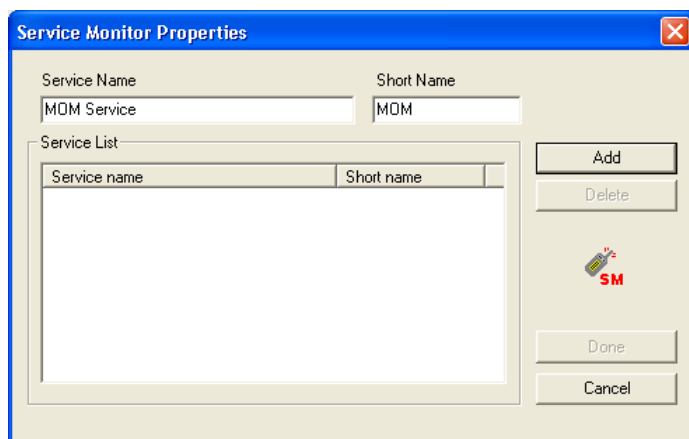 Service Monitor Properties
Service Name Short Name
MOM Service MOM
Service List
Service name Short name
Add
Delete
SM
Done
Cancel